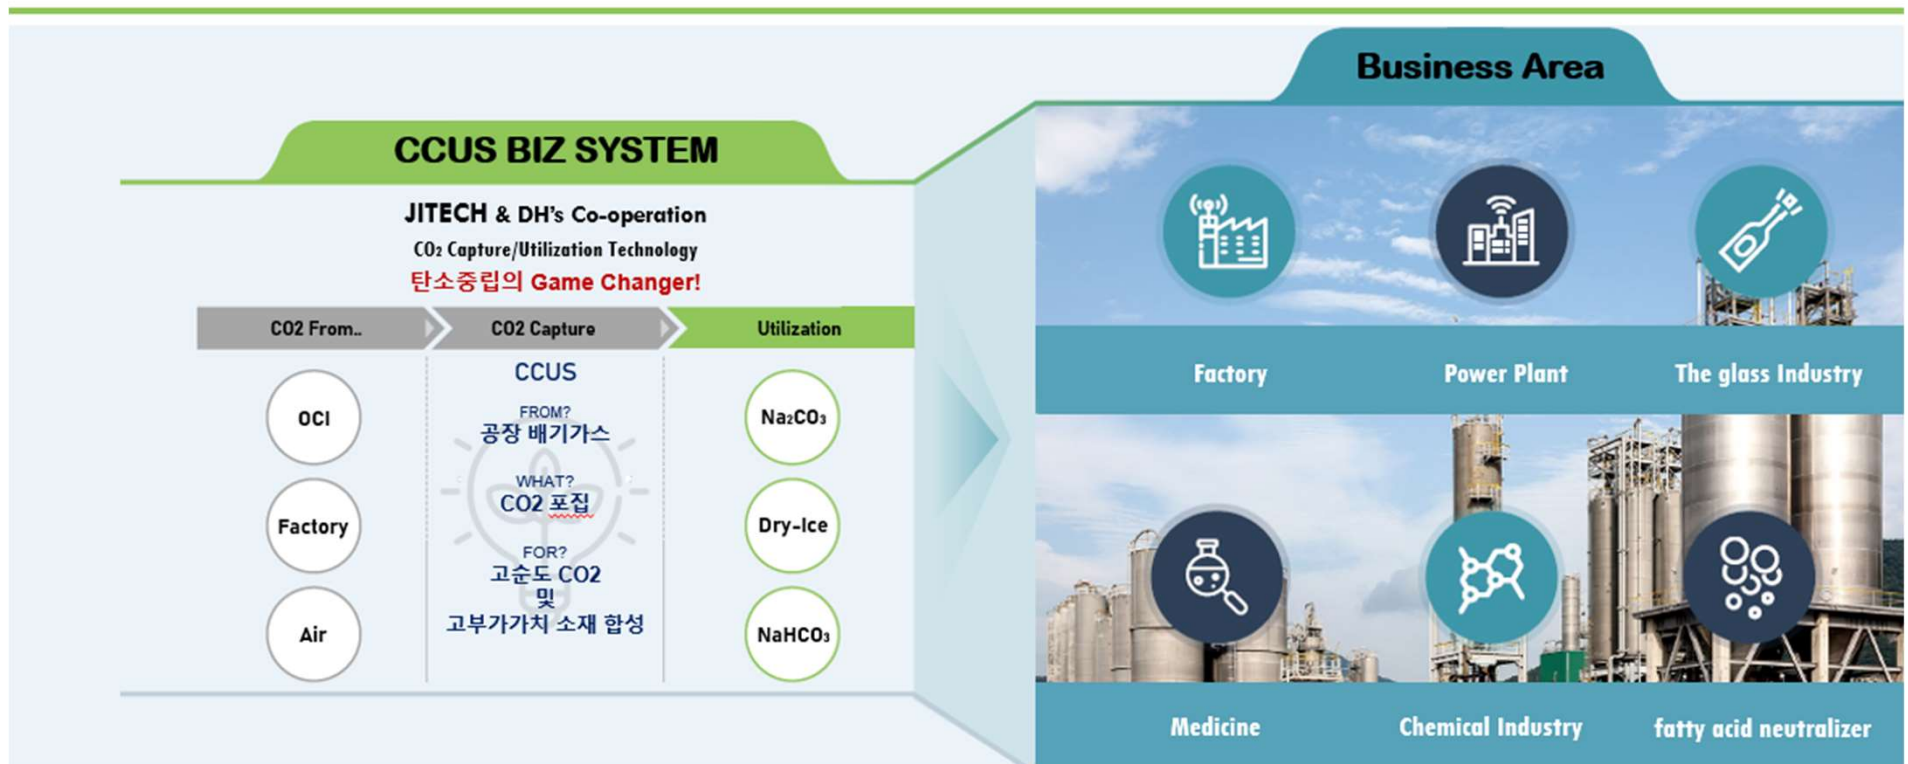 CCUS BIZ SYSTEM
JITECH & DH's Co-operation
CO₂ Capture/Utilization Technology
탄소중립의 Game Changer!
CO2 From..
CO2 Capture
Utilization
OCI
Factory
Air
CCUS
FROM?
공장 배기가스
WHAT?
CO2 포집
FOR?
고순도 CO2
및
고부가가치 소재 합성
Na₂CO₃
Dry-Ice
NaHCO₃
Business Area
Factory
Power Plant
The glass Industry
Medicine
Chemical Industry
fatty acid neutralizer